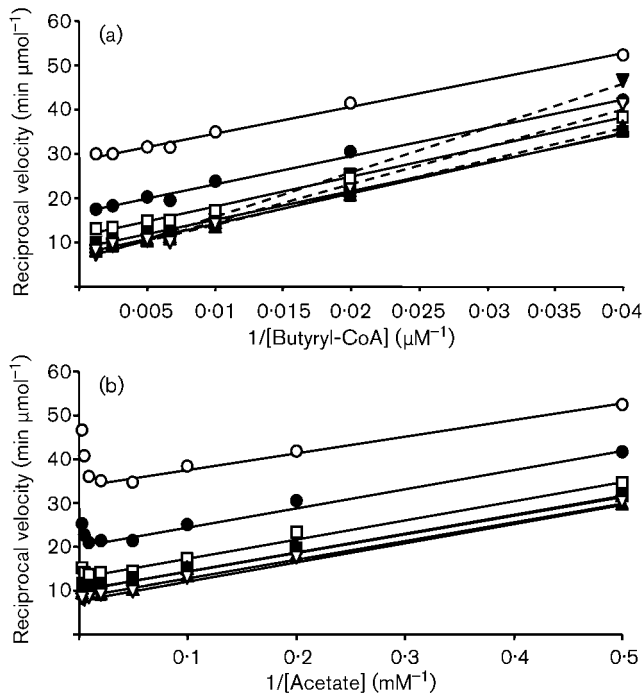 (a)
Reciprocal velocity (min µmol⁻¹)
60
50
40
30
20
10
0·005 0·01 0·015 0·02 0·025 0·03 0·035 0·04
1/[Butyryl-CoA] (µM⁻¹)
(b)
Reciprocal velocity (min µmol⁻¹)
60
50
40
30
20
10
0·1 0·2 0·3 0·4 0·5
1/[Acetate] (mM⁻¹)